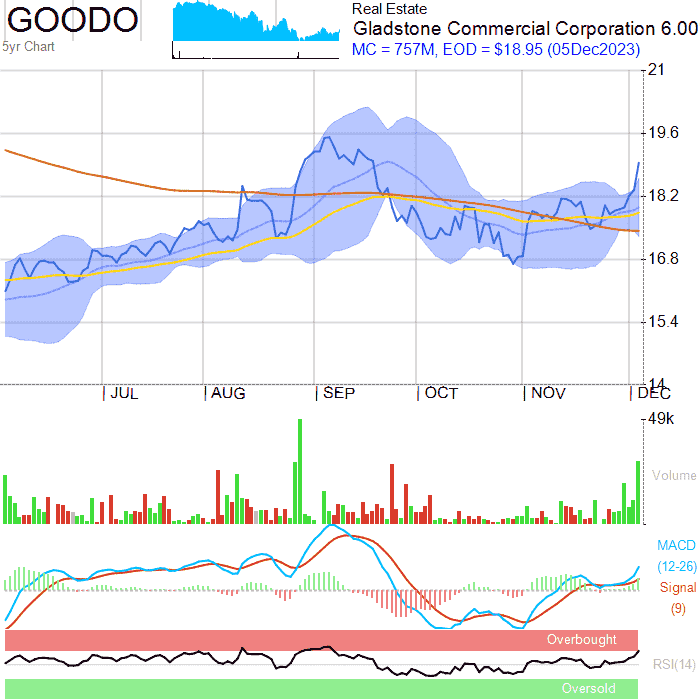 GOODO
5yr Chart
Real Estate
Gladstone Commercial Corporation 6.00
MC = 757M, EOD = $18.95 (05Dec2023)
21
19.6
18.2
16.8
15.4
14
JUL
AUG
SEP
OCT
NOV
DEC
49k
Volume
MACD
(12-26)
Signal
(9)
Overbought
RSI(14)
Oversold